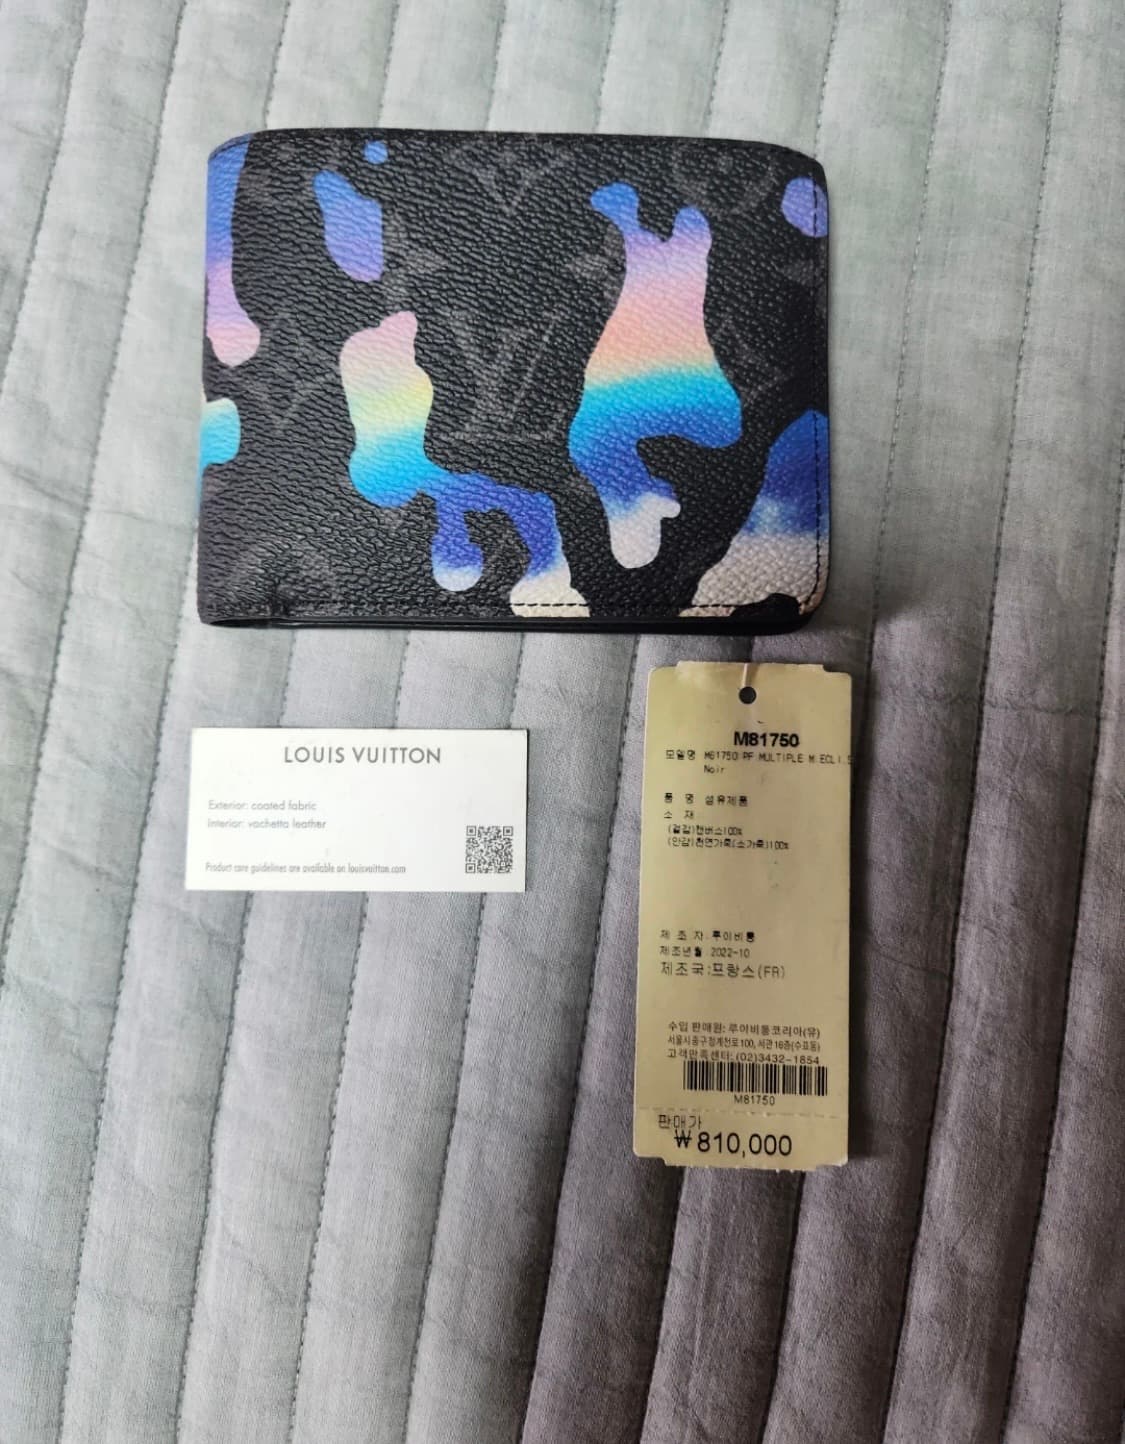 LOUIS VUITTON
Exterior: coated fabric
Interior: vachetta leather
Product care guidelines are available on louisvuitton.com
M81750
모델명 M81750 PF.MULTIPLE M.ECLI.S
Noir
품 명 섬유제품
소 재
(겉감)캔버스100%
(안감)천연가죽(소가죽)100%
제 조 자:루이비통
제조년월 2022-10
제조국:프랑스(FR)
수입 판매원: 루이비통코리아(유)
서울시중구청계천로100, 서관 16층(수표동)
고객만족센터: (02)3432-1854
M81750
판매가
₩810,000